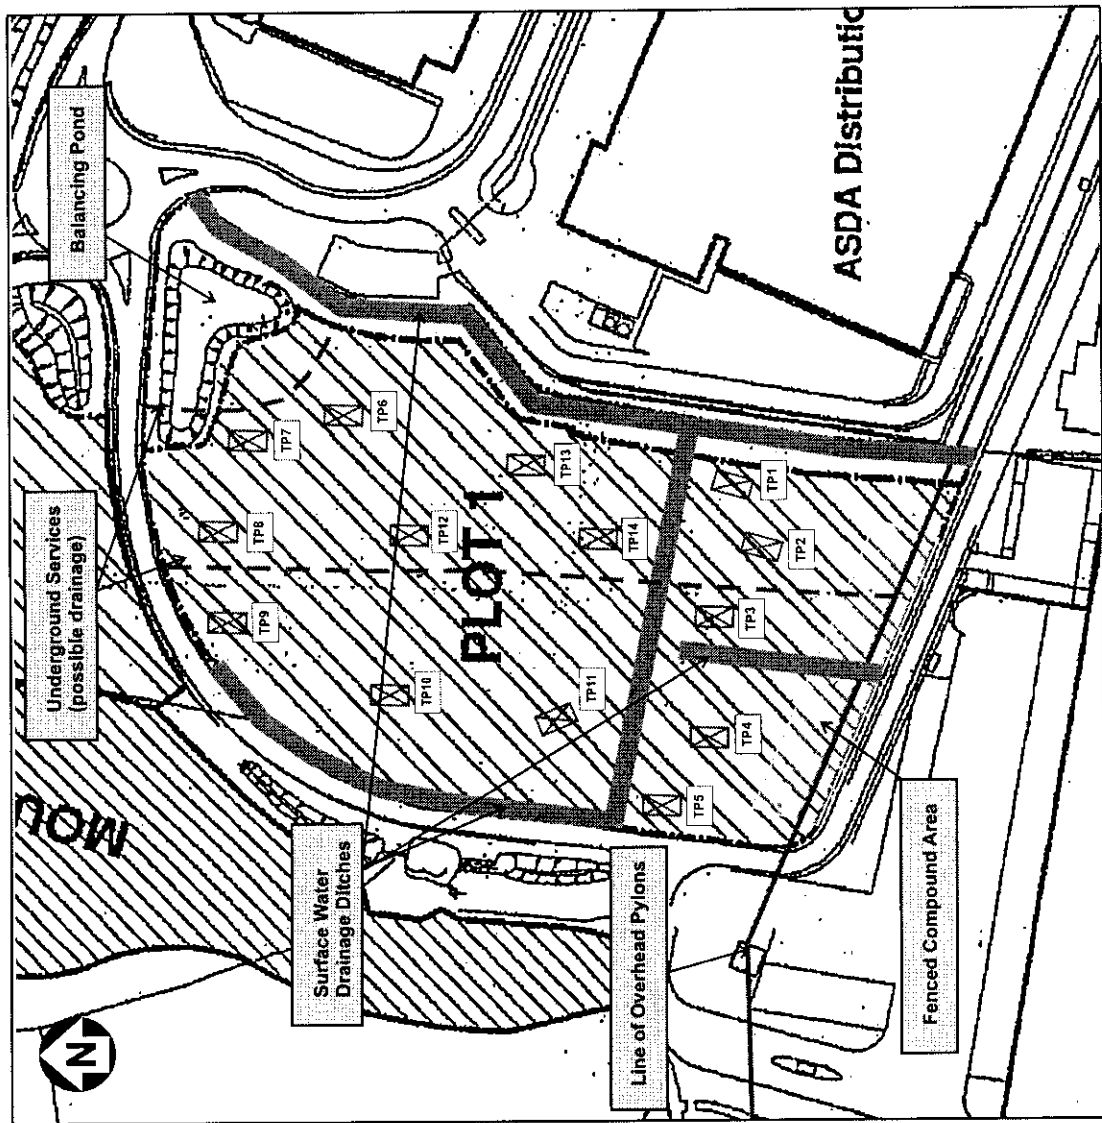 Balancing Pond
Underground Services
(possible drainage)
Surface Water
Drainage Ditches
Line of Overhead Pylons
Fenced Compound Area
ASDA Distributic
PLOT 1
MOU
N
TP1
TP2
TP3
TP4
TP5
TP6
TP7
TP8
TP9
TP10
TP11
TP12
TP13
TP14